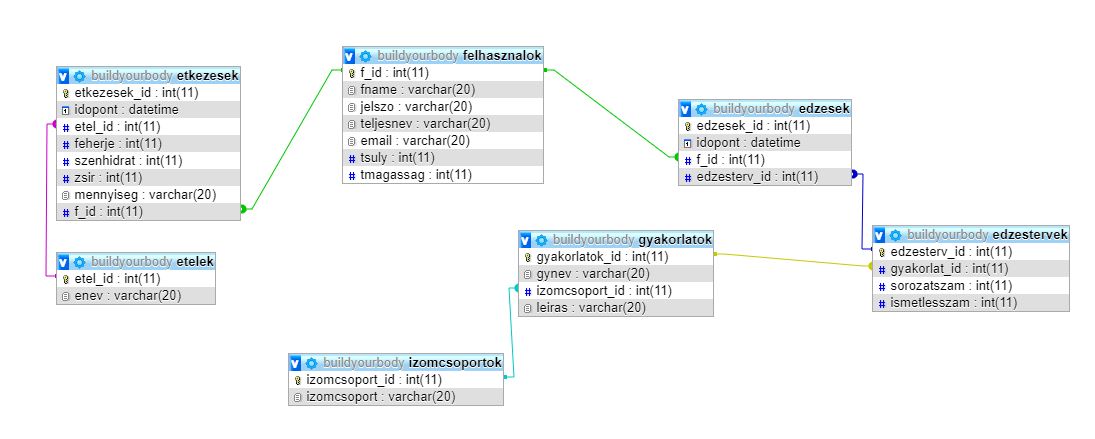 buildyourbody etkezesek
etkezesek_id : int(11)
idopont : datetime
etel_id : int(11)
feherje : int(11)
szenhidrat : int(11)
zsir : int(11)
mennyiseg : varchar(20)
f_id : int(11)
buildyourbody etelek
etel_id : int(11)
enev : varchar(20)
buildyourbody felhasznalok
f_id : int(11)
fname : varchar(20)
jelszo : varchar(20)
teljesnev : varchar(20)
email : varchar(20)
tsuly : int(11)
tmagassag : int(11)
buildyourbody edzesek
edzesek_id : int(11)
idopont : datetime
f_id : int(11)
edzesterv_id : int(11)
buildyourbody gyakorlatok
gyakorlatok_id : int(11)
gynev : varchar(20)
izomcsoport_id : int(11)
leiras : varchar(20)
buildyourbody edzestervek
edzesterv_id : int(11)
gyakorlat_id : int(11)
sorozatszam : int(11)
ismetlesszam : int(11)
buildyourbody izomcsoportok
izomcsoport_id : int(11)
izomcsoport : varchar(20)